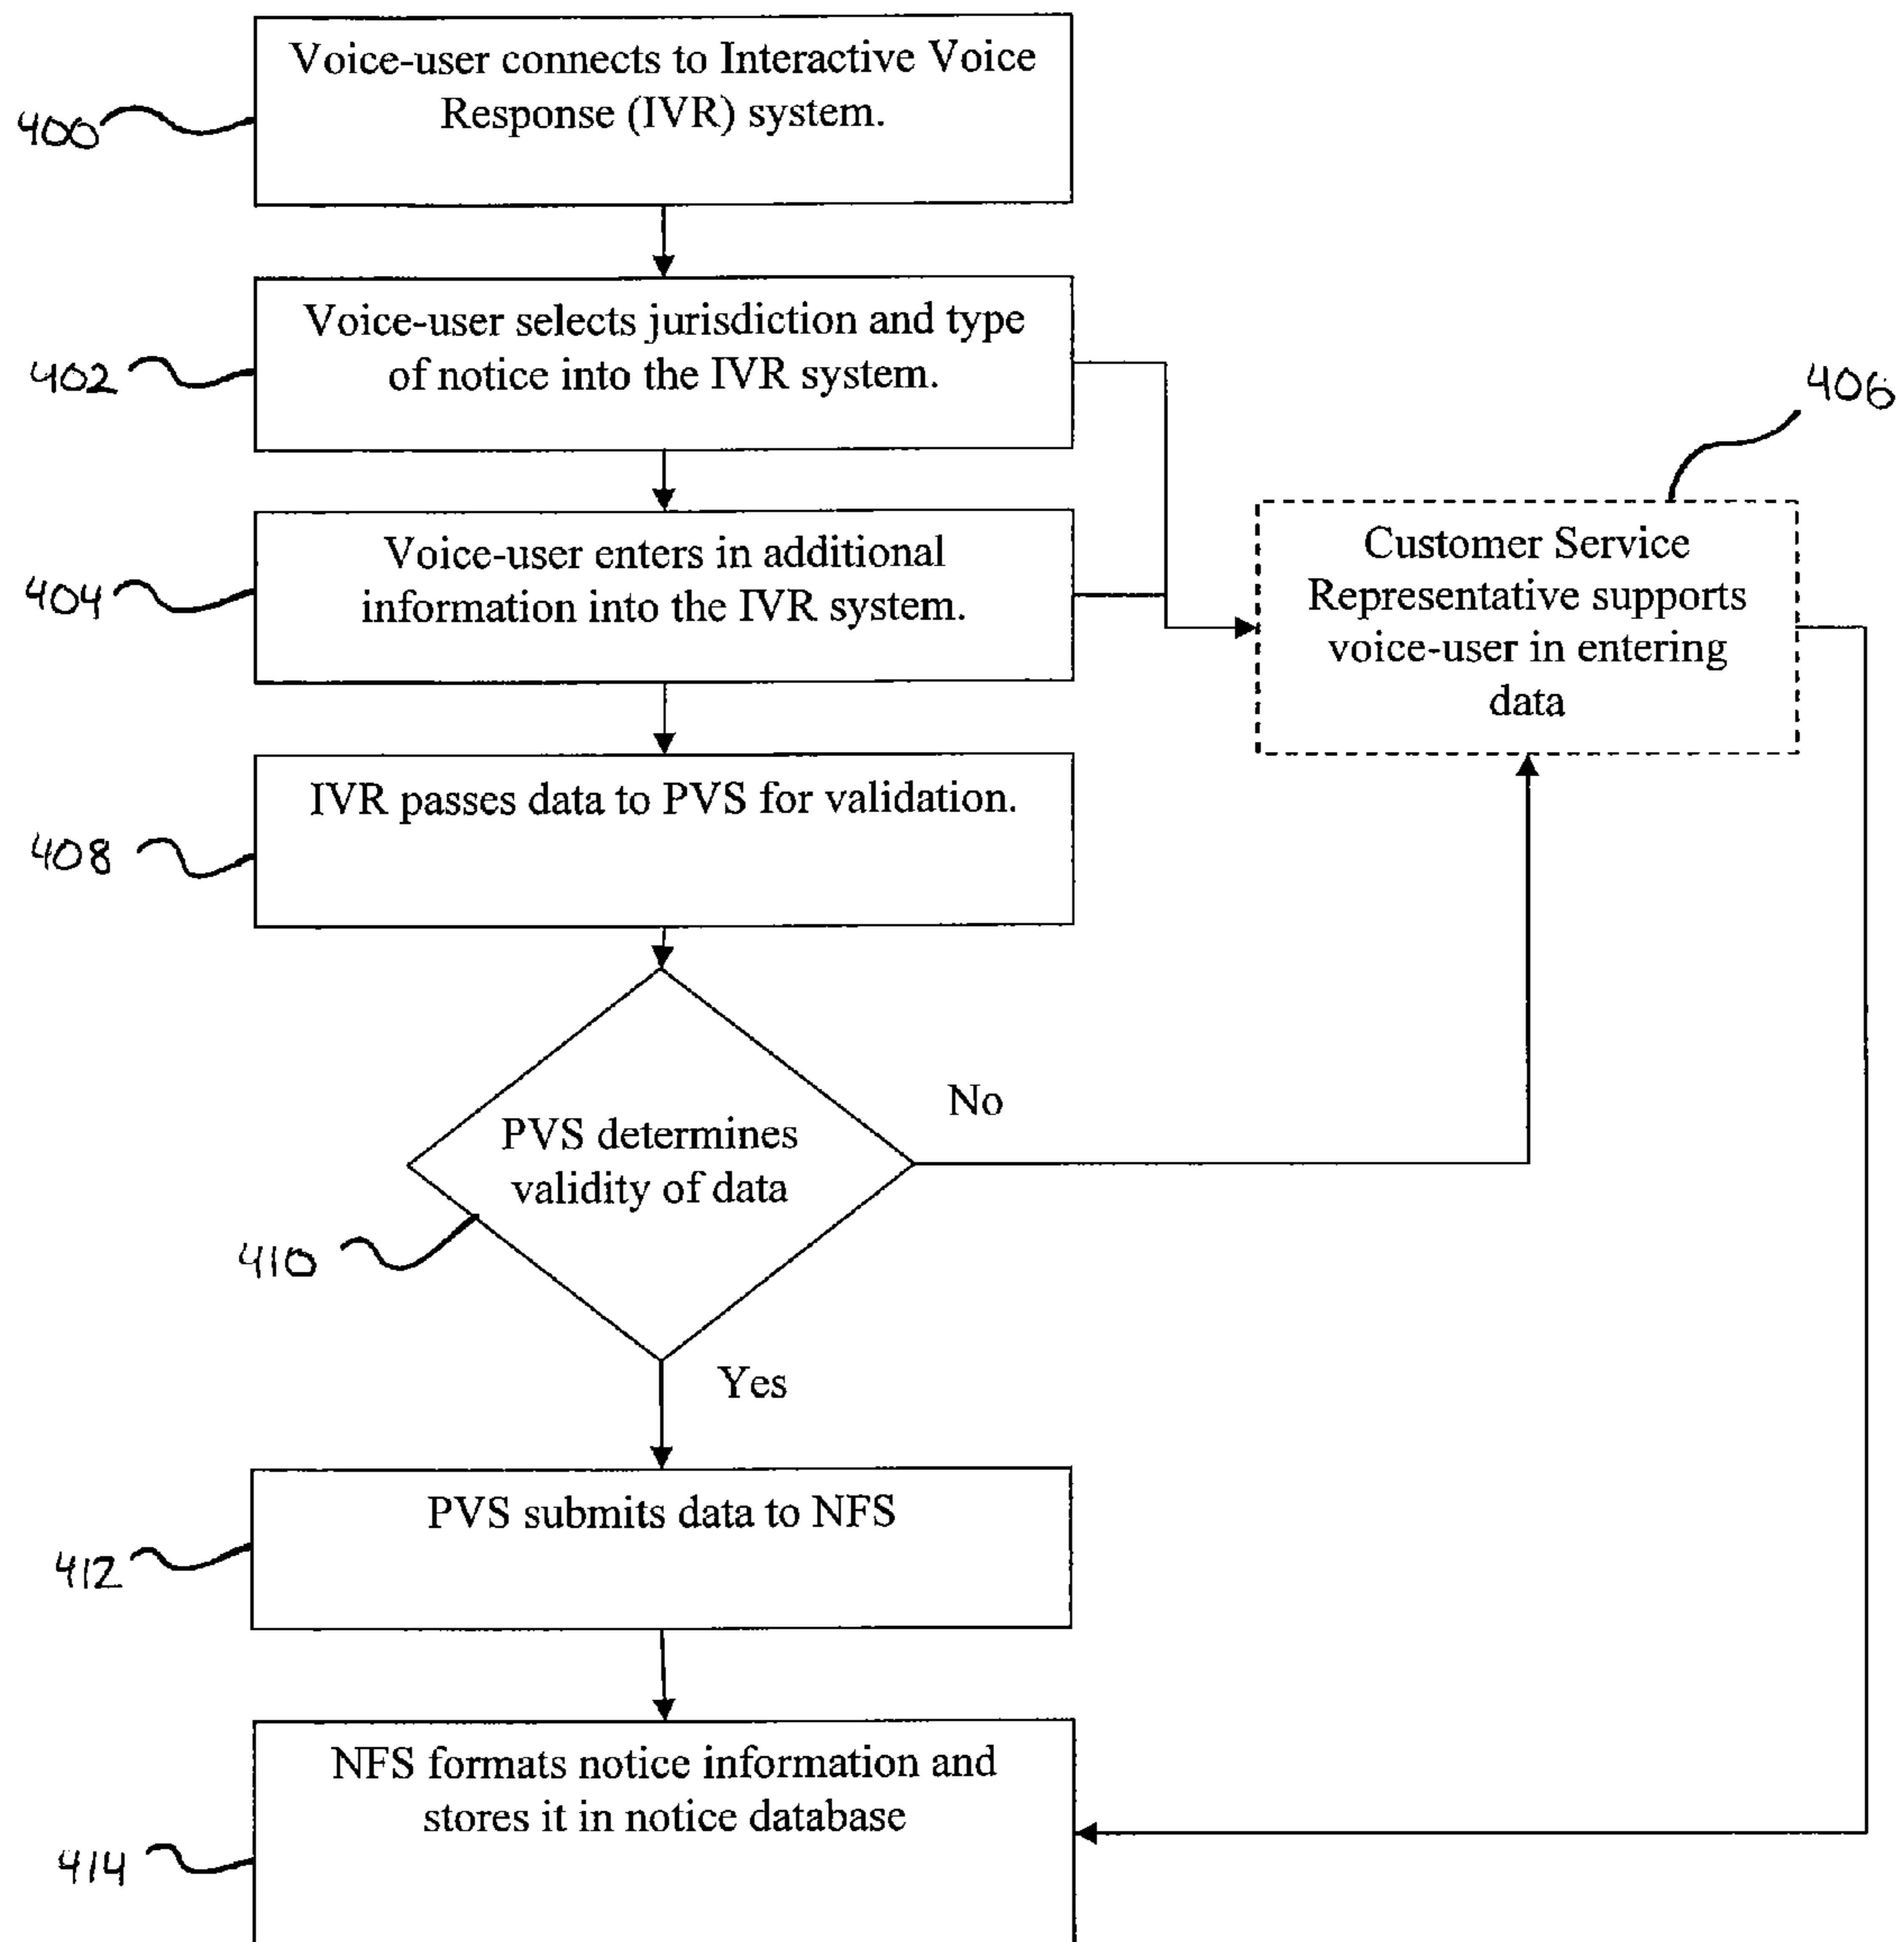 Voice-user connects to Interactive Voice
Response (IVR) system.
400
Voice-user selects jurisdiction and type
of notice into the IVR system.
402
406
Voice-user enters in additional
information into the IVR system.
404
Customer Service
Representative supports
voice-user in entering
data
IVR passes data to PVS for validation.
408
No
PVS determines
validity of data
410
Yes
PVS submits data to NFS
412
NFS formats notice information and
stores it in notice database
414